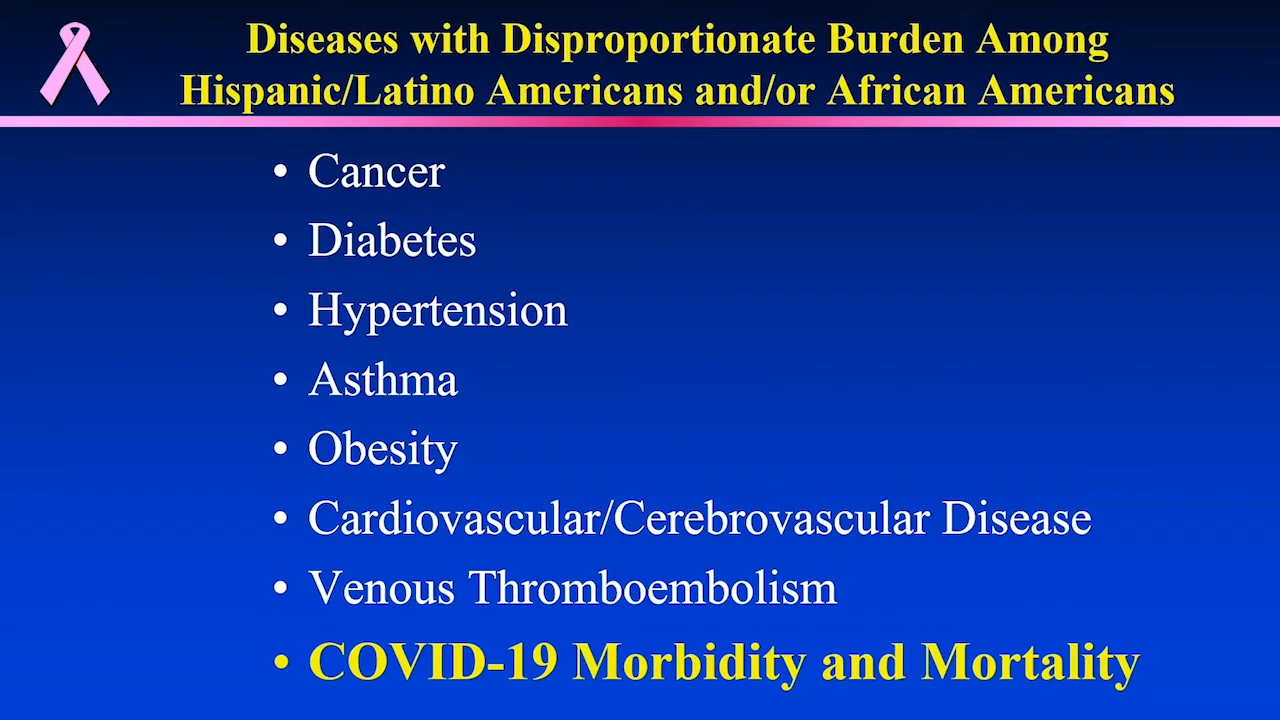 Diseases with Disproportionate Burden Among
Hispanic/Latino Americans and/or African Americans
• Cancer
• Diabetes
• Hypertension
• Asthma
• Obesity
• Cardiovascular/Cerebrovascular Disease
• Venous Thromboembolism
• COVID-19 Morbidity and Mortality